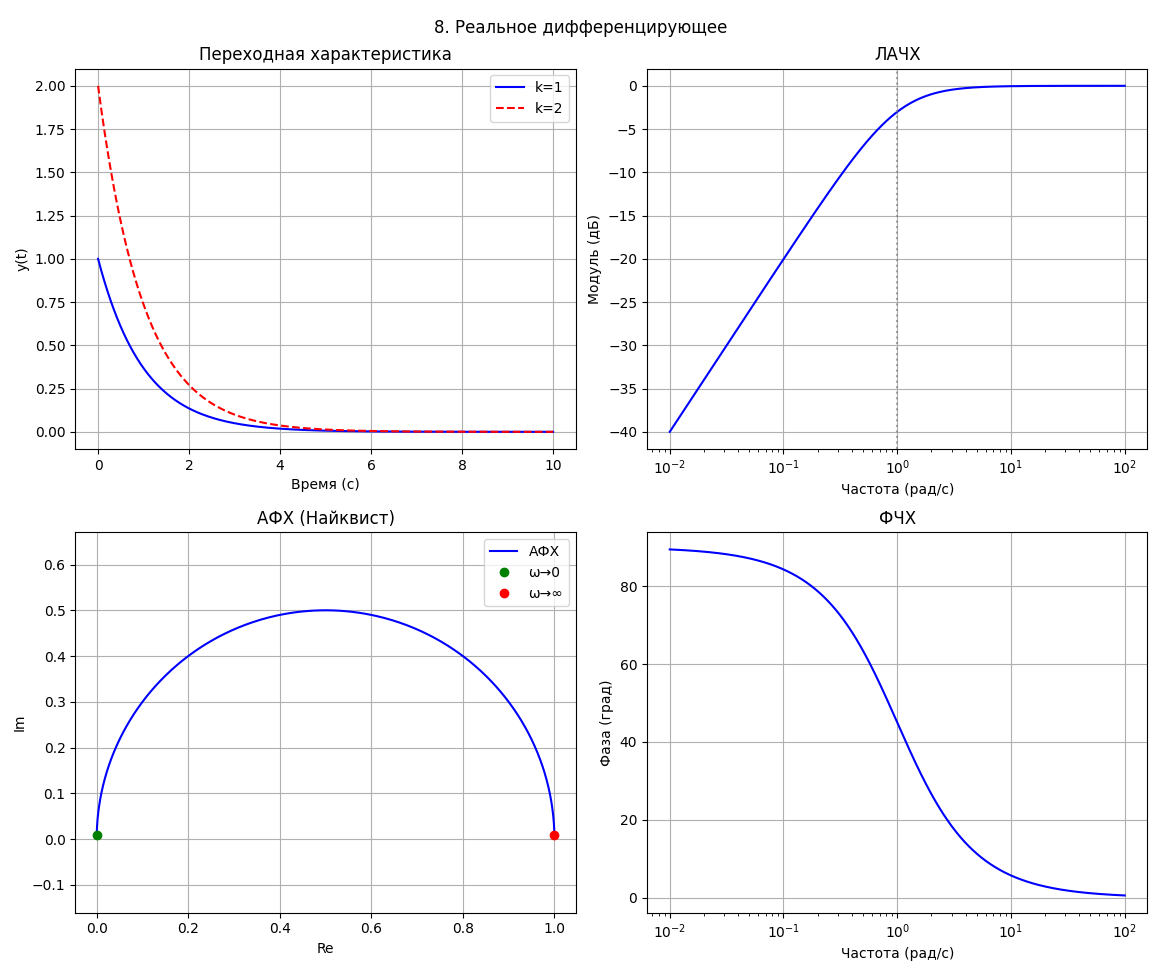 8. Реальное дифференцирующее
Переходная характеристика
k=1
k=2
2.00
1.75
1.50
1.25
1.00
0.75
0.50
0.25
0.00
y(t)
0 2 4 6 8 10
Время (с)
ЛАЧХ
0
−5
−10
−15
−20
−25
−30
−35
−40
Модуль (дБ)
10⁻² 10⁻¹ 10⁰ 10¹ 10²
Частота (рад/с)
АФХ (Найквист)
АФХ
ω→0
ω→∞
0.6
0.5
0.4
0.3
0.2
0.1
0.0
−0.1
Im
0.0 0.2 0.4 0.6 0.8 1.0
Re
ФЧХ
80
60
40
20
0
Фаза (град)
10⁻² 10⁻¹ 10⁰ 10¹ 10²
Частота (рад/с)